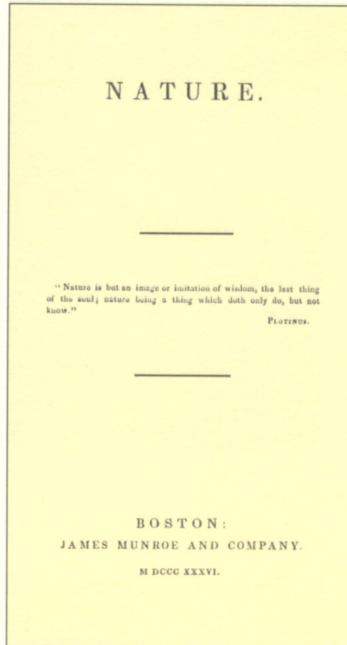 NATURE.
"Nature is but an image or imitation of wisdom, the last thing
of the soul; nature being a thing which doth only do, but not
know."
PLOTINUS.
BOSTON:
JAMES MUNROE AND COMPANY.
M DCCC XXXVI.